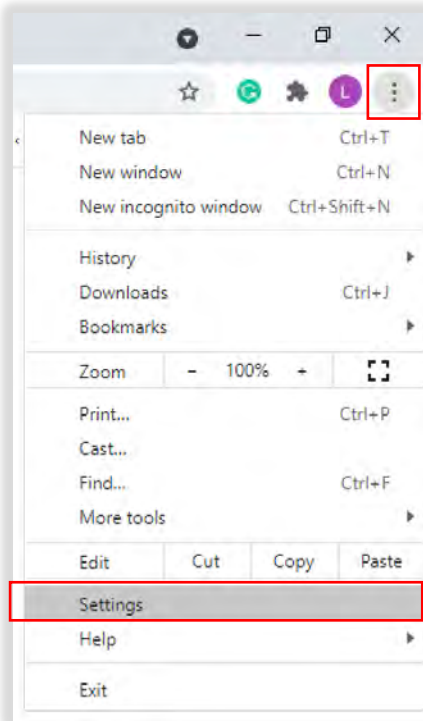 L
New tab Ctrl+T
New window Ctrl+N
New incognito window Ctrl+Shift+N
History
Downloads Ctrl+J
Bookmarks
Zoom - 100% +
Print... Ctrl+P
Cast...
Find... Ctrl+F
More tools
Edit Cut Copy Paste
Settings
Help
Exit